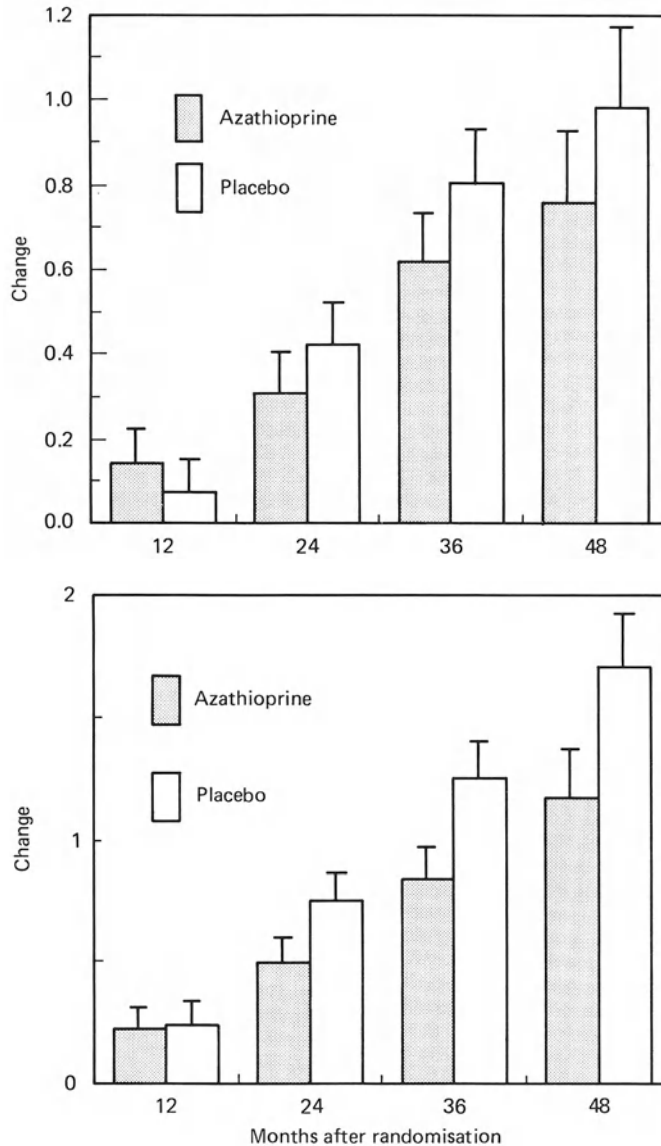 1.2
1.0
0.8
0.6
0.4
0.2
0.0
Change
Azathioprine
Placebo
12 24 36 48
2
1
0
Change
Azathioprine
Placebo
12 24 36 48
Months after randomisation